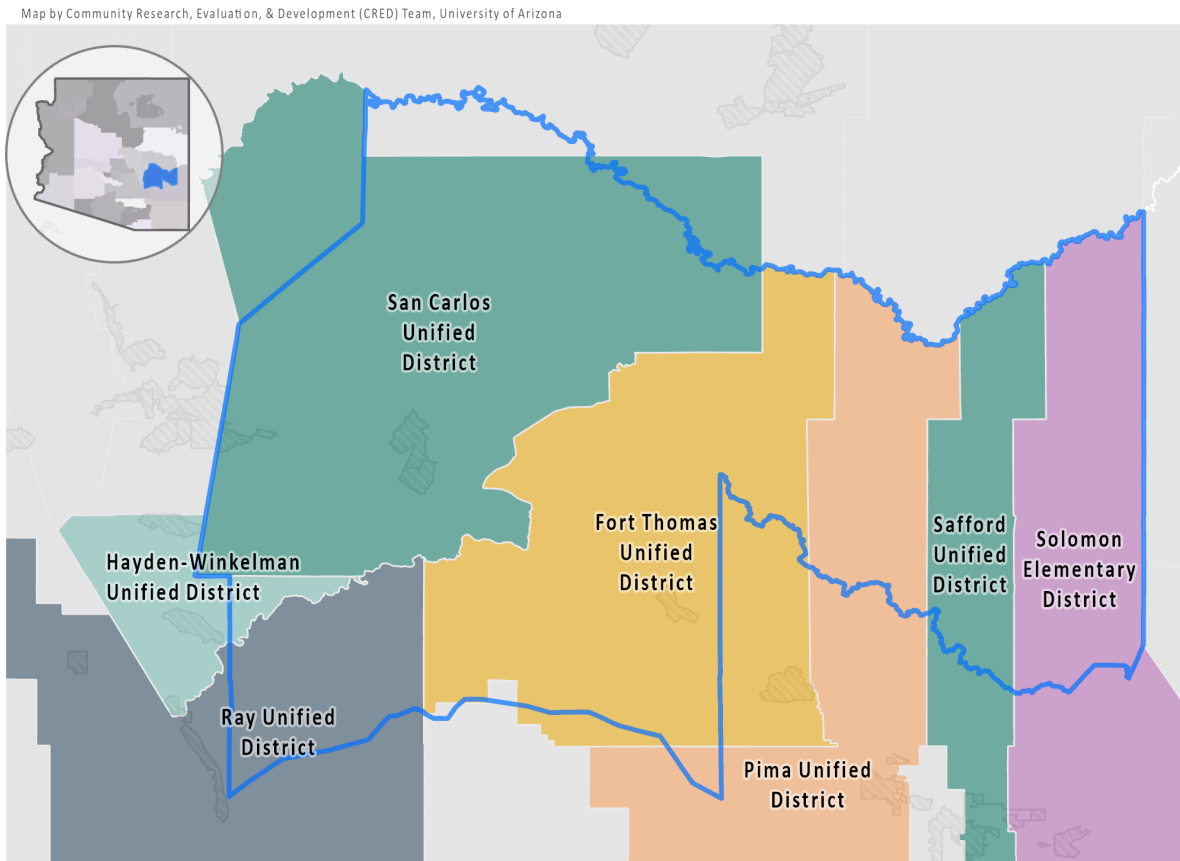 Map by Community Research, Evaluation, & Development (CRED) Team, University of Arizona
San Carlos
Unified
District
Fort Thomas
Unified
District
Safford
Unified
District
Solomon
Elementary
District
Hayden-Winkelman
Unified District
Ray Unified
District
Pima Unified
District